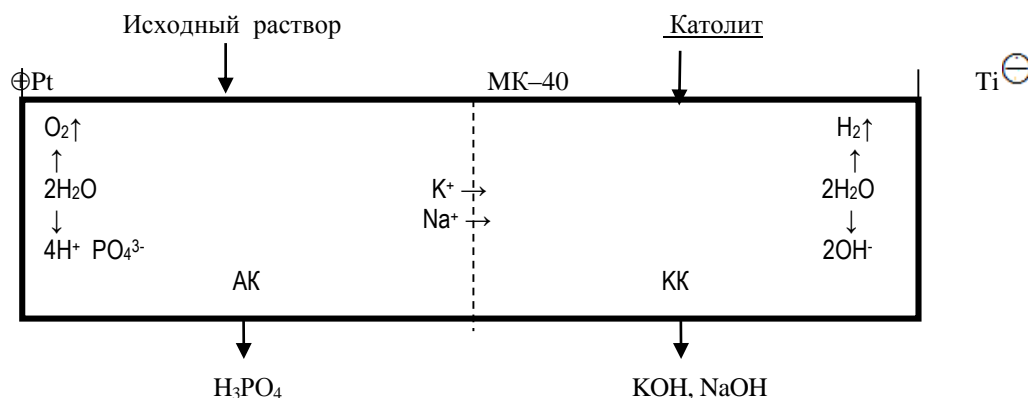 Исходный раствор Католит
⊕Pt МК–40 Ti ⊖
O₂↑ H₂↑
↑ ↑
2H₂O K⁺ → 2H₂O
↓ Na⁺ → ↓
4H⁺ PO₄³⁻ 2OH⁻
АК КК
H₃PO₄ KOH, NaOH